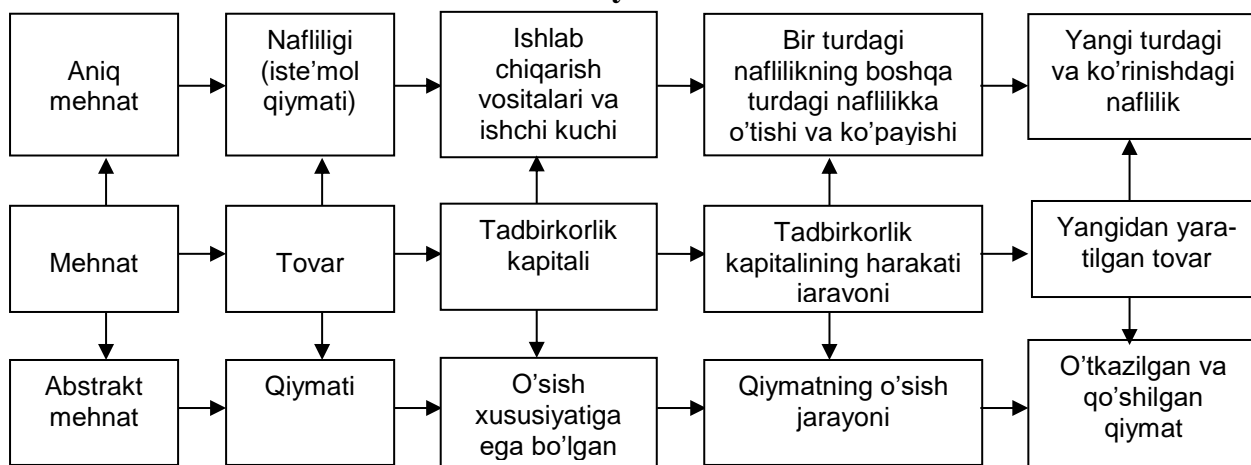 Aniq
mehnat
Nafliligi
(iste’mol
qiymati)
Ishlab
chiqarish
vositalari va
ishchi kuchi
Bir turdagi
naflilikning boshqa
turdagi naflilikka
o’tishi va ko’payishi
Yangi turdagi
va ko’rinishdagi
naflilik
Mehnat
Tovar
Tadbirkorlik
kapitali
Tadbirkorlik
kapitalining harakati
Yangidan yara-
tilgan tovar
Abstrakt
mehnat
Qiymati
O’sish
xususiyatiga
ega bo’lgan
Qiymatning o’sish
jarayoni
O’tkazilgan va
qo’shilgan
qiymat